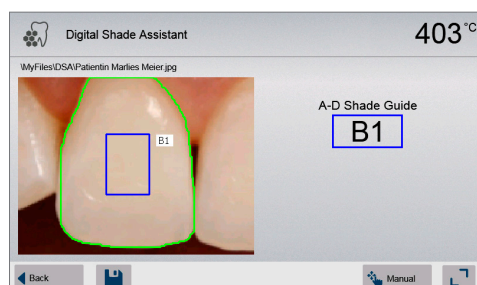 Digital Shade Assistant
403°C
\MyFiles\DSA\Patientin Marlies Meier.jpg
B1
A-D Shade Guide
B1
Back
Manual